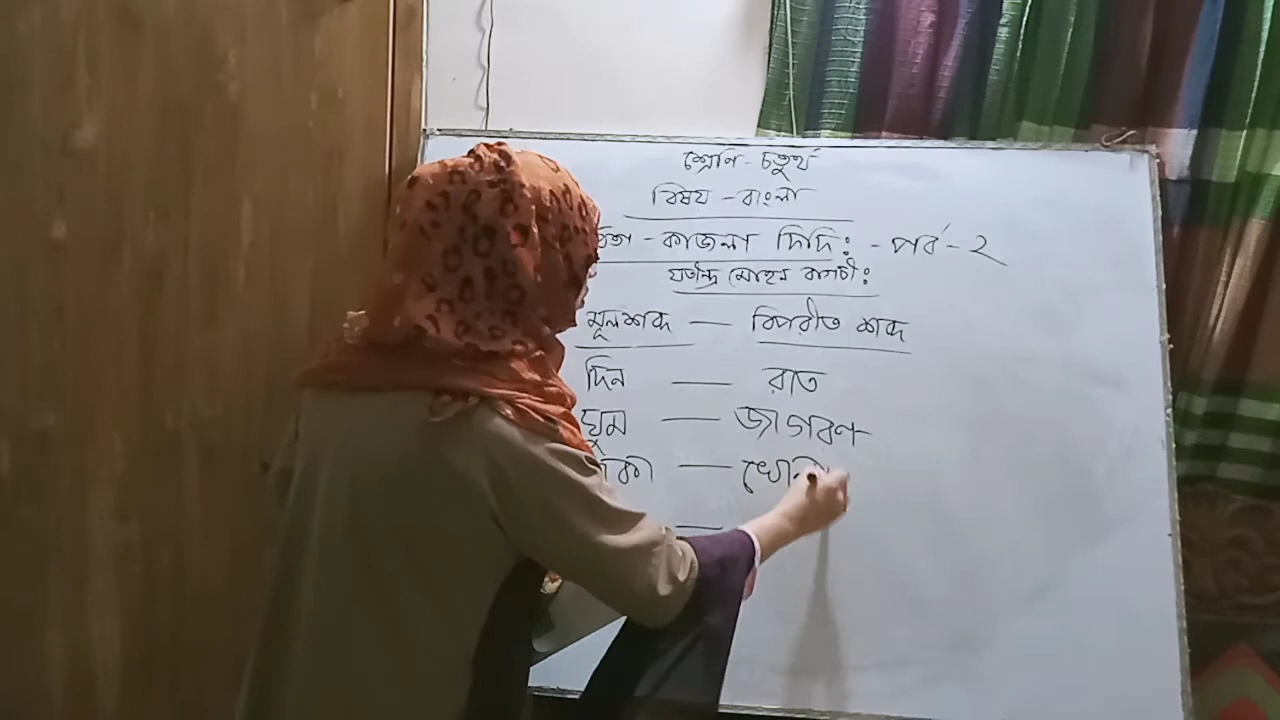 শ্রেণি - চতুর্থ
বিষয় - বাংলা
- কাজলা দিদি: - পর্ব - ২
যতীন্দ্র মোহন বাগচী:
মূলশব্দ — বিপরীত শব্দ
দিন — রাত
ঘুম — জাগরণ
—
—